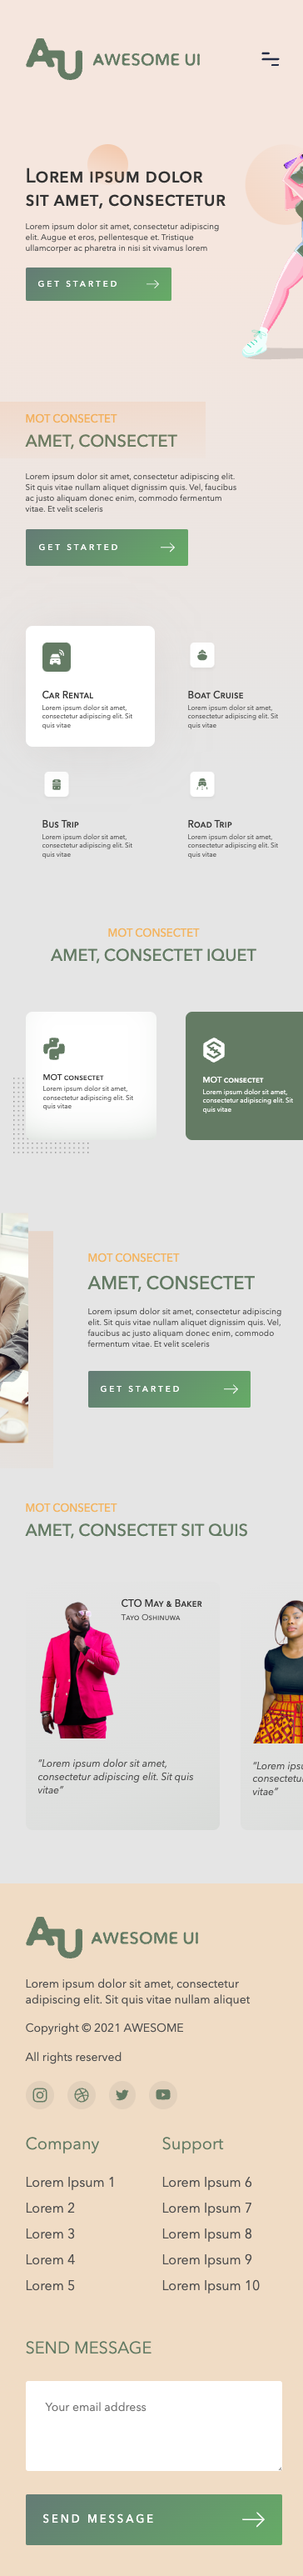 AU AWESOME UI
Lorem ipsum dolor
sit amet, consectetur
Lorem ipsum dolor sit amet, consectetur adipiscing
elit. Augue et eros, pellentesque et. Tristique
ullamcorper ac pharetra in nisi sit vivamus lorem
GET STARTED
MOT CONSECTET
AMET, CONSECTET
Lorem ipsum dolor sit amet, consectetur adipiscing elit.
Sit quis vitae nullam aliquet dignissim quis. Vel, faucibus
ac justo aliquam donec enim, commodo fermentum
vitae. Et velit sceleris
GET STARTED
Car Rental
Lorem ipsum dolor sit amet,
consectetur adipiscing elit. Sit
quis vitae
Boat Cruise
Lorem ipsum dolor sit amet,
consectetur adipiscing elit. Sit
quis vitae
Bus Trip
Lorem ipsum dolor sit amet,
consectetur adipiscing elit. Sit
quis vitae
Road Trip
Lorem ipsum dolor sit amet,
consectetur adipiscing elit. Sit
quis vitae
MOT CONSECTET
AMET, CONSECTET IQUET
MOT consectet
Lorem ipsum dolor sit amet,
consectetur adipiscing elit. Sit
quis vitae
MOT consectet
Lorem ipsum dolor sit amet,
consectetur adipiscing elit. Sit
quis vitae
MOT CONSECTET
AMET, CONSECTET
Lorem ipsum dolor sit amet, consectetur adipiscing
elit. Sit quis vitae nullam aliquet dignissim quis. Vel,
faucibus ac justo aliquam donec enim, commodo
fermentum vitae. Et velit sceleris
GET STARTED
MOT CONSECTET
AMET, CONSECTET SIT QUIS
CTO May & Baker
Tayo Oshinuwa
“Lorem ipsum dolor sit amet,
consectetur adipiscing elit. Sit quis
vitae”
“Lorem ipsu
consectetu
vitae”
AU AWESOME UI
Lorem ipsum dolor sit amet, consectetur
adipiscing elit. Sit quis vitae nullam aliquet
Copyright © 2021 AWESOME
All rights reserved
Company
Lorem Ipsum 1
Lorem 2
Lorem 3
Lorem 4
Lorem 5
Support
Lorem Ipsum 6
Lorem Ipsum 7
Lorem Ipsum 8
Lorem Ipsum 9
Lorem Ipsum 10
SEND MESSAGE
Your email address
SEND MESSAGE